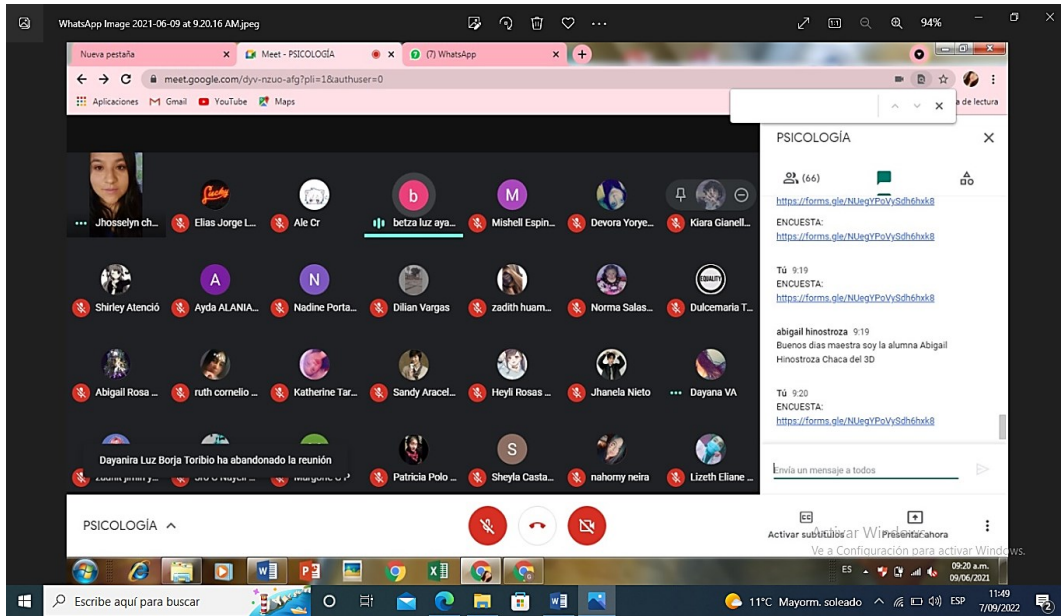 WhatsApp Image 2021-06-09 at 9.20.16 AM.jpeg
94%
Nueva pestaña
Meet - PSICOLOGÍA
(7) WhatsApp
meet.google.com/dyv-nzuo-afg?pli=1&authuser=0
Aplicaciones
Gmail
YouTube
Maps
a de lectura
PSICOLOGÍA
(66)
https://forms.gle/NUegYPoVySdh6hxk8
ENCUESTA:
https://forms.gle/NUegYPoVySdh6hxk8
Tú 9:19
ENCUESTA:
https://forms.gle/NUegYPoVySdh6hxk8
abigail hinostroza 9:19
Buenos dias maestra soy la alumna Abigail
Hinostroza Chaca del 3D
Tú 9:20
ENCUESTA:
https://forms.gle/NUegYPoVySdh6hxk8
Envía un mensaje a todos
Lucky
b
M
Jhosselyn ch...
Elias Jorge L...
Ale Cr
betza luz aya...
Mishell Espin...
Devora Yorye...
Kiara Gianell...
A
N
EQUALITY
Shirley Atenció
Ayda ALANIA...
Nadine Porta...
Dilian Vargas
zadith huam...
Norma Salas...
Dulcemaria T...
Abigail Rosa ...
ruth cornelio ...
Katherine Tar...
Sandy Aracel...
Heyli Rosas ...
Jhanela Nieto
Dayana VA
S
Dayanira Luz Borja Toribio ha abandonado la reunión
Patricia Polo ...
Sheyla Casta...
nahomy neira
Lizeth Eliane ...
PSICOLOGÍA
Activar subtítulos
Presentar ahora
Activar Windows
Ve a Configuración para activar Windows.
ES
09:20 a.m.
09/06/2021
Escribe aquí para buscar
11°C Mayorm. soleado
ESP
11:49
7/09/2022
2